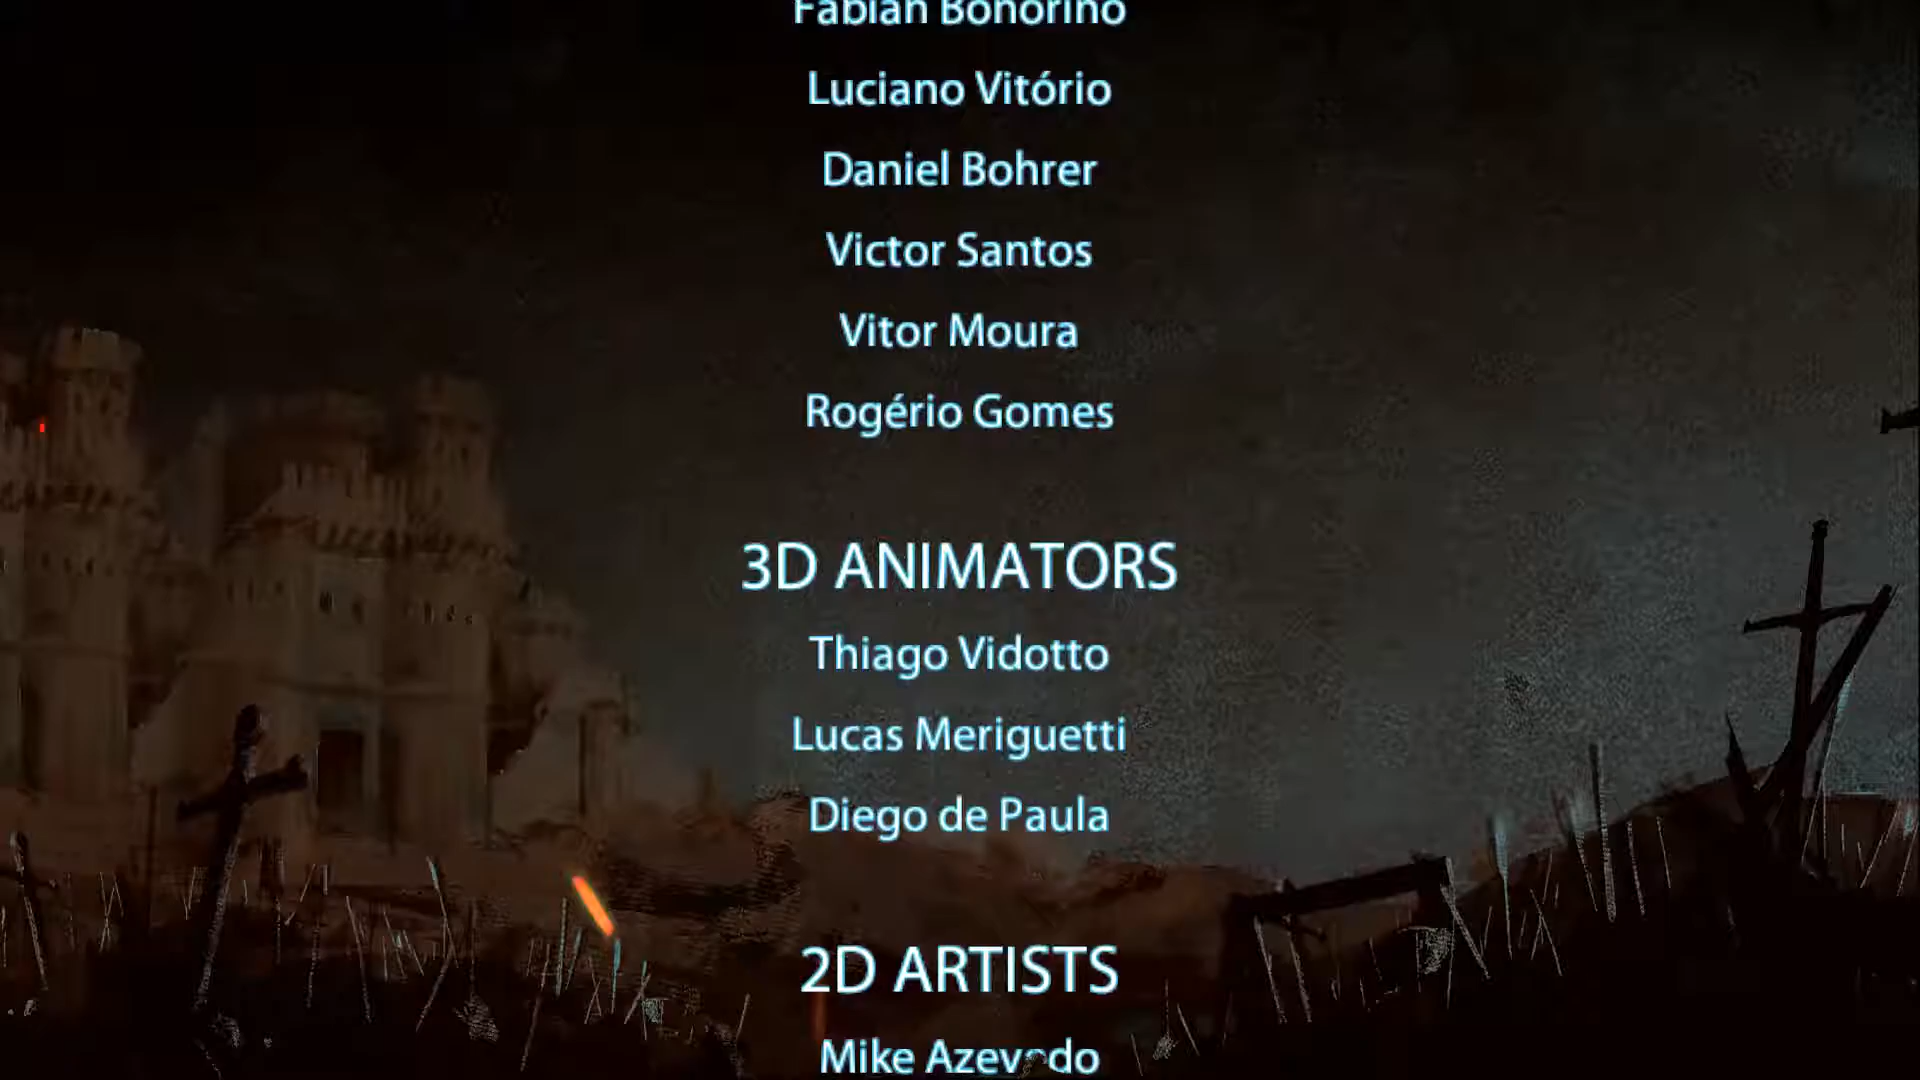 Fabian Bonorino
Luciano Vitório
Daniel Bohrer
Victor Santos
Vitor Moura
Rogério Gomes
3D ANIMATORS
Thiago Vidotto
Lucas Meriguetti
Diego de Paula
2D ARTISTS
Mike Azevedo